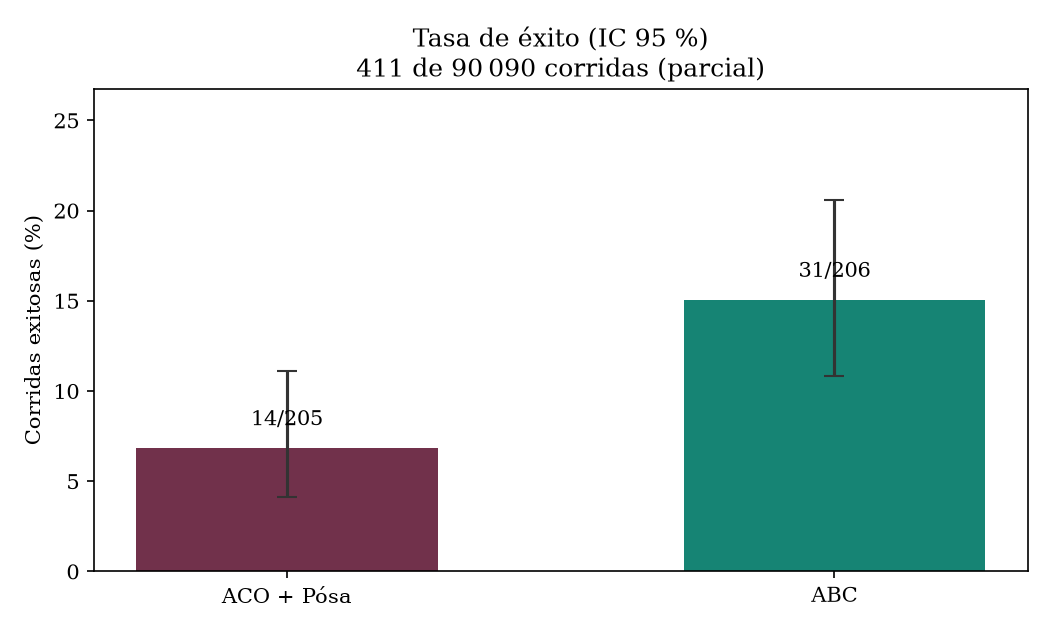 Tasa de éxito (IC 95 %)
411 de 90 090 corridas (parcial)
Corridas exitosas (%)
25
20
15
10
5
0
14/205
31/206
ACO + Pósa
ABC